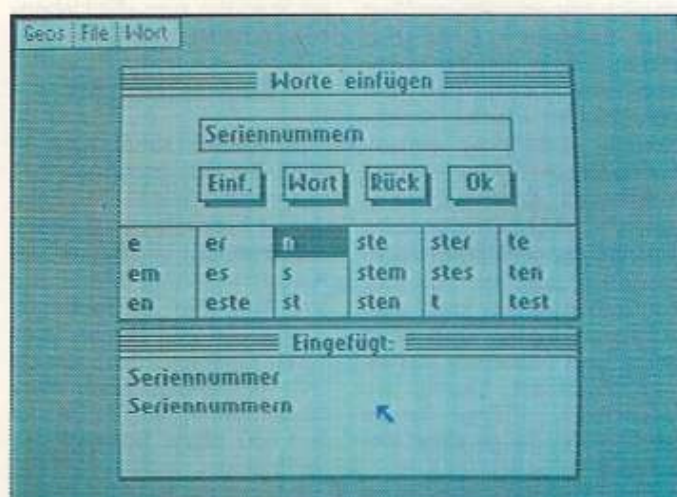 Geos File Wort
Worte einfügen
Seriennummern
Einf. Wort Rück Ok
e er n ste ster te
em es s stem stes ten
en este st sten t test
Eingefügt:
Seriennummer
Seriennummern